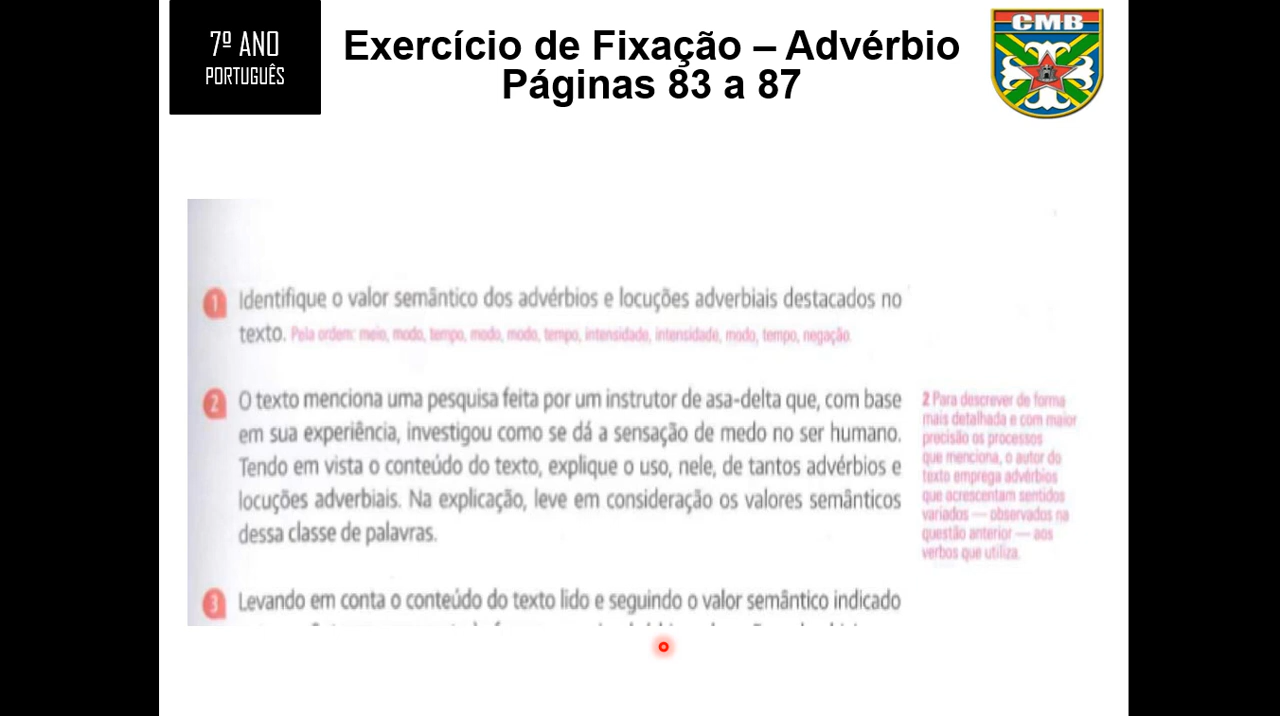 7º ANO
PORTUGUÊS
Exercício de Fixação – Advérbio
Páginas 83 a 87
CMB
1 Identifique o valor semântico dos advérbios e locuções adverbiais destacados no
texto. Pela ordem: meio, modo, tempo, modo, modo, tempo, intensidade, intensidade, modo, tempo, negação.
2 O texto menciona uma pesquisa feita por um instrutor de asa-delta que, com base
em sua experiência, investigou como se dá a sensação de medo no ser humano.
Tendo em vista o conteúdo do texto, explique o uso, nele, de tantos advérbios e
locuções adverbiais. Na explicação, leve em consideração os valores semânticos
dessa classe de palavras.
2 Para descrever de forma
mais detalhada e com maior
precisão os processos
que menciona, o autor do
texto emprega advérbios
que acrescentam sentidos
variados — observados na
questão anterior — aos
verbos que utiliza.
3 Levando em conta o conteúdo do texto lido e seguindo o valor semântico indicado